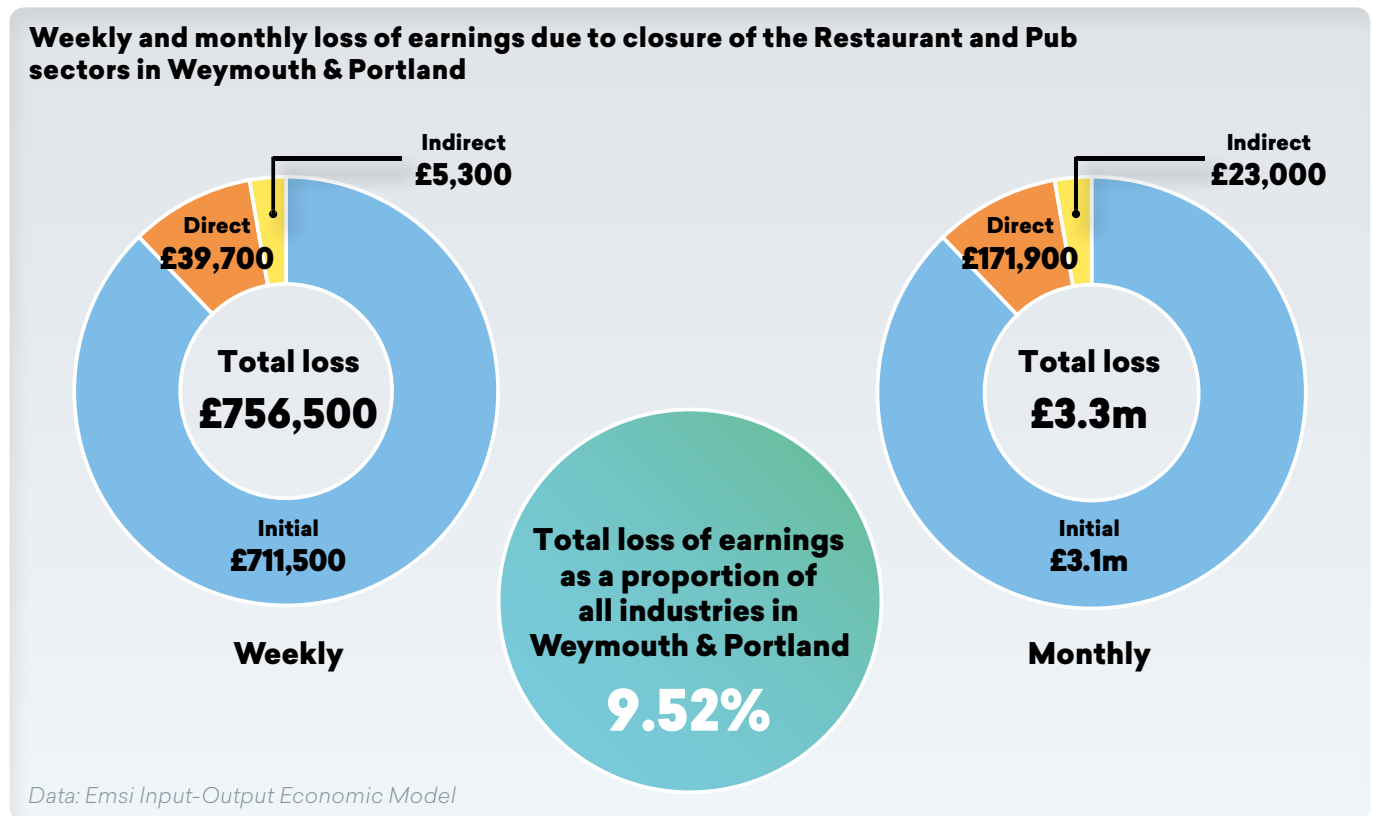 Weekly and monthly loss of earnings due to closure of the Restaurant and Pub
sectors in Weymouth & Portland
Indirect
£5,300
Direct
£39,700
Total loss
£756,500
Initial
£711,500
Weekly
Total loss of earnings
as a proportion of
all industries in
Weymouth & Portland
9.52%
Indirect
£23,000
Direct
£171,900
Total loss
£3.3m
Initial
£3.1m
Monthly
Data: Emsi Input-Output Economic Model